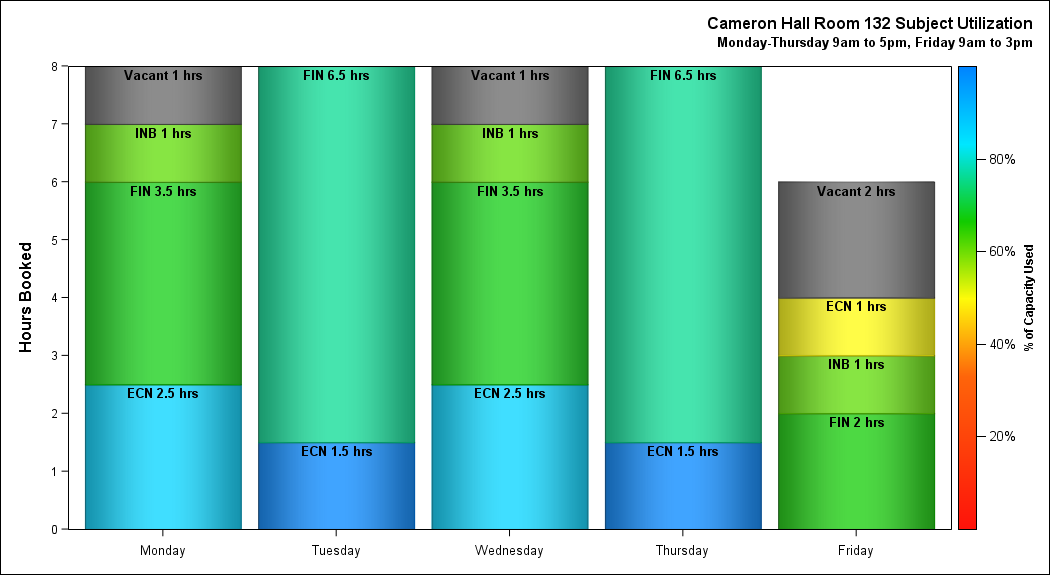 Cameron Hall Room 132 Subject Utilization
Monday-Thursday 9am to 5pm, Friday 9am to 3pm
Hours Booked
8
7
6
5
4
3
2
1
0
Vacant 1 hrs
INB 1 hrs
FIN 3.5 hrs
ECN 2.5 hrs
FIN 6.5 hrs
ECN 1.5 hrs
Vacant 1 hrs
INB 1 hrs
FIN 3.5 hrs
ECN 2.5 hrs
FIN 6.5 hrs
ECN 1.5 hrs
Vacant 2 hrs
ECN 1 hrs
INB 1 hrs
FIN 2 hrs
Monday
Tuesday
Wednesday
Thursday
Friday
80%
60%
40%
20%
% of Capacity Used